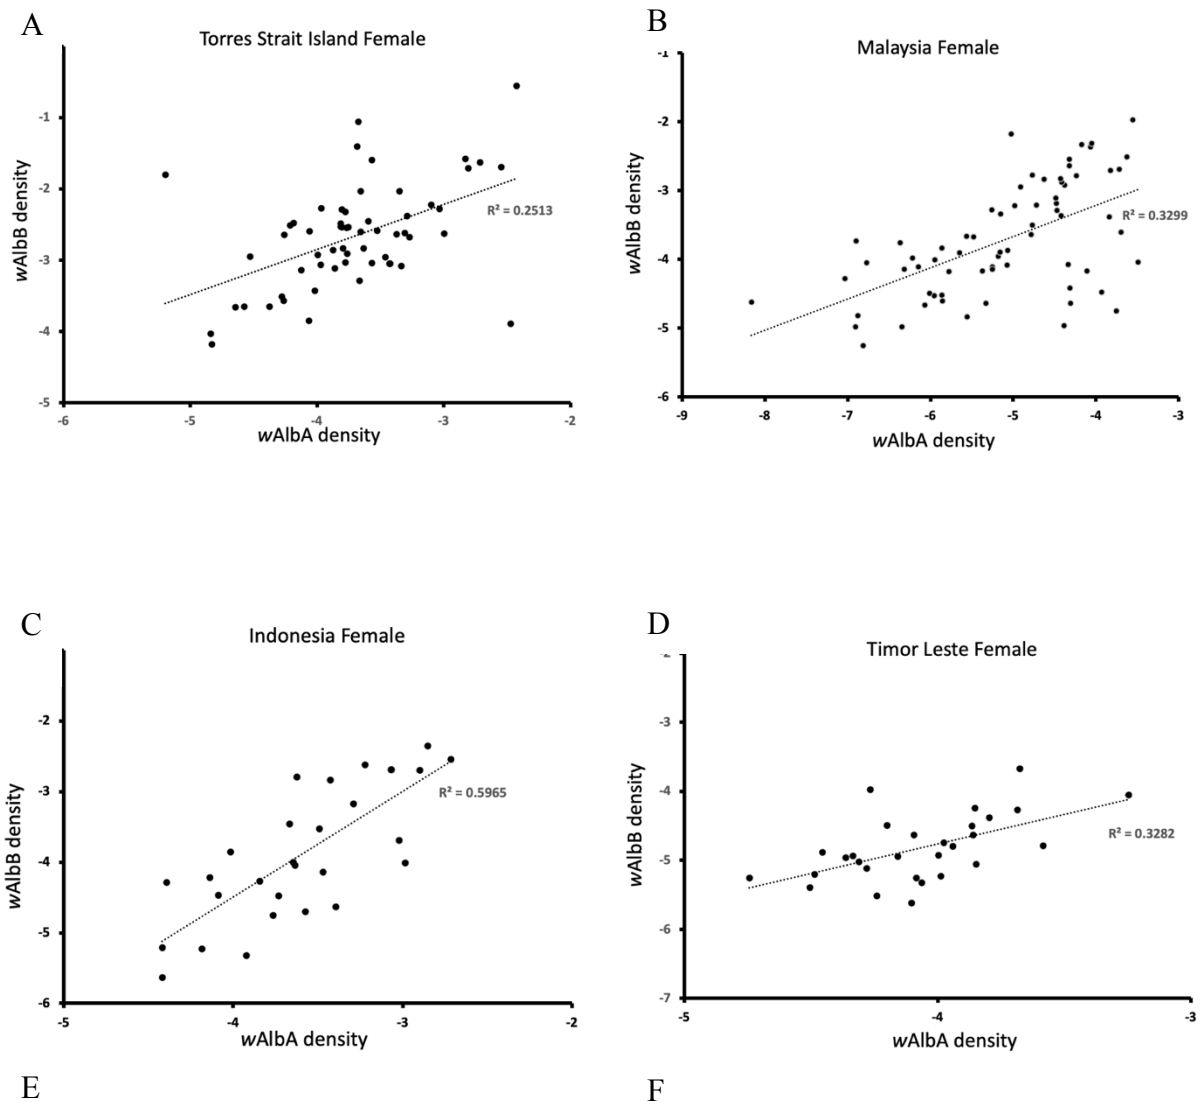 A
Torres Strait Island Female
-1
-2
-3
-4
-5
-6
-5
-4
-3
-2
wAlbB density
wAlbA density
R² = 0.2513
B
Malaysia Female
-1
-2
-3
-4
-5
-6
-9
-8
-7
-6
-5
-4
-3
wAlbB density
wAlbA density
R² = 0.3299
C
Indonesia Female
-2
-3
-4
-5
-6
-5
-4
-3
-2
wAlbB density
wAlbA density
R² = 0.5965
D
Timor Leste Female
-2
-3
-4
-5
-6
-7
-5
-4
-3
wAlbB density
wAlbA density
R² = 0.3282
E
F